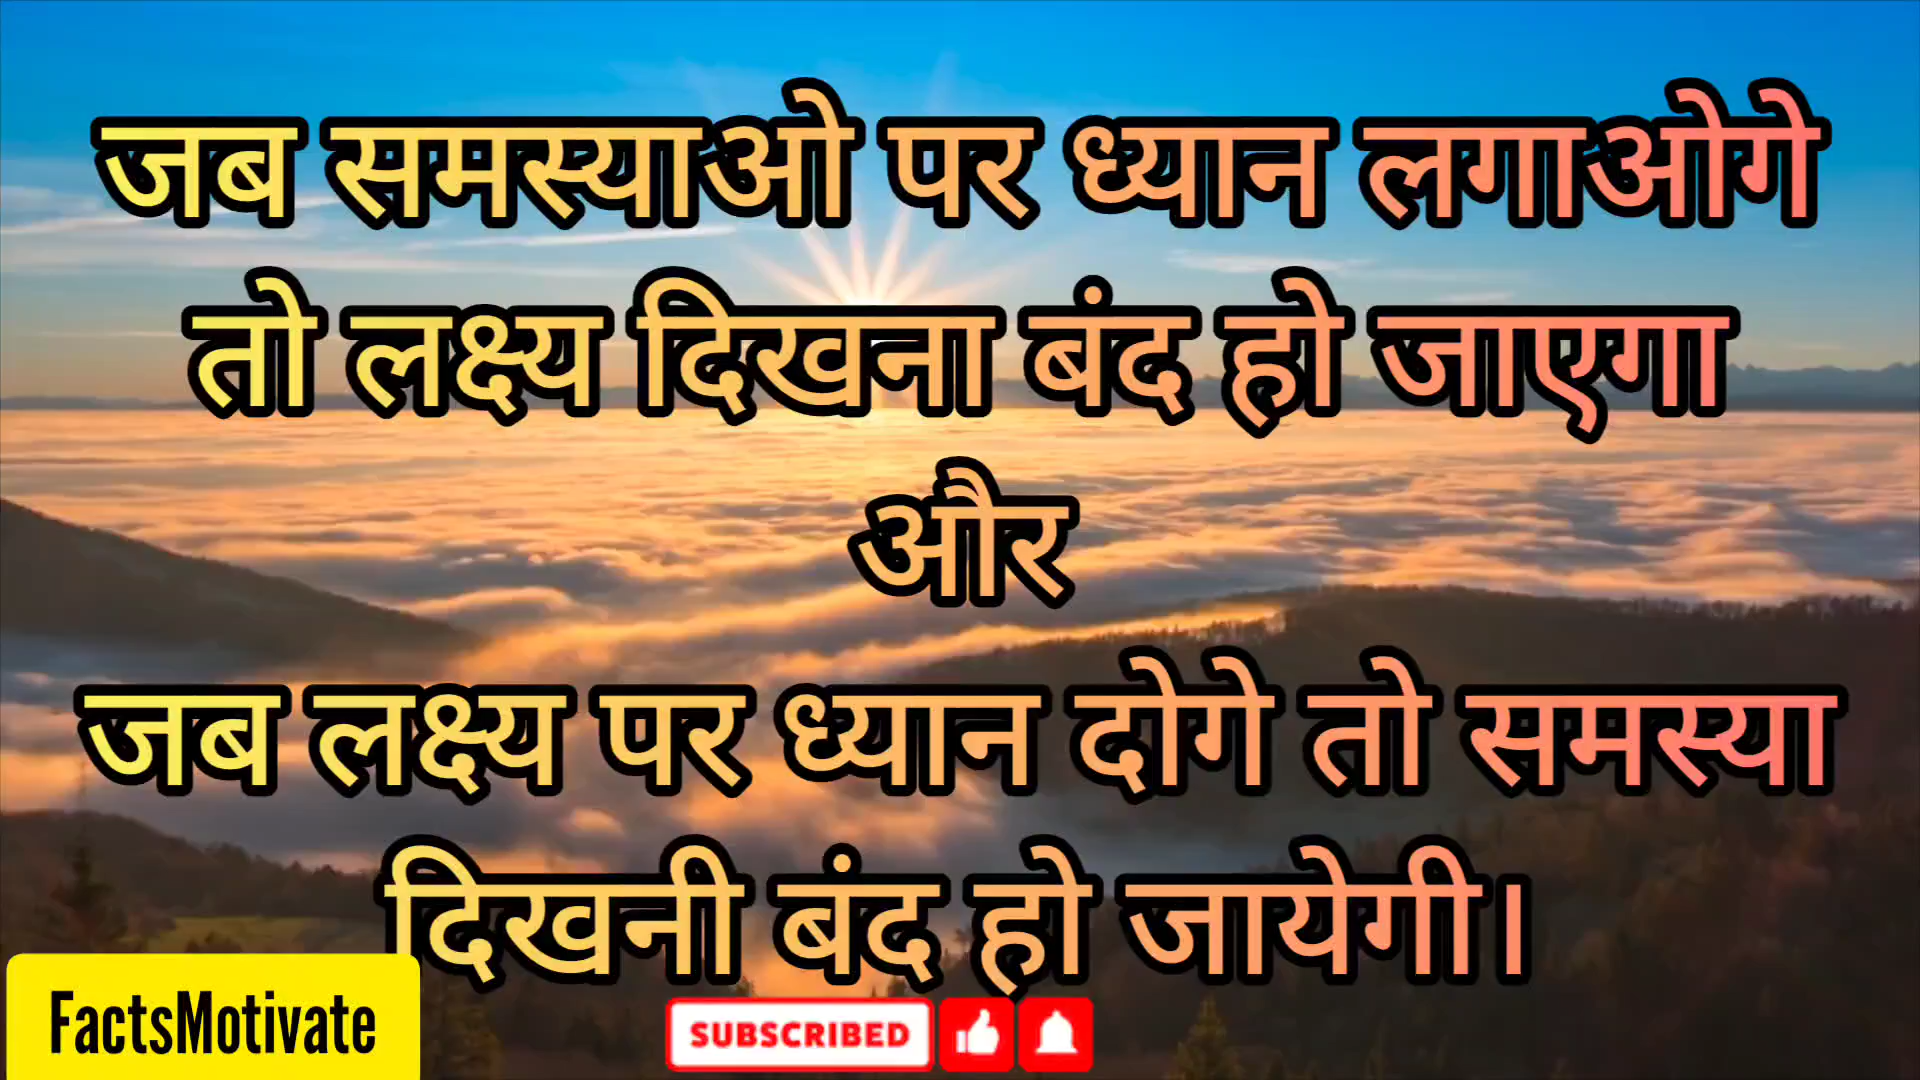 जब समस्याओ पर ध्यान लगाओगे
तो लक्ष्य दिखना बंद हो जाएगा
और
जब लक्ष्य पर ध्यान दोगे तो समस्या
दिखनी बंद हो जायेगी।
FactsMotivate
SUBSCRIBED